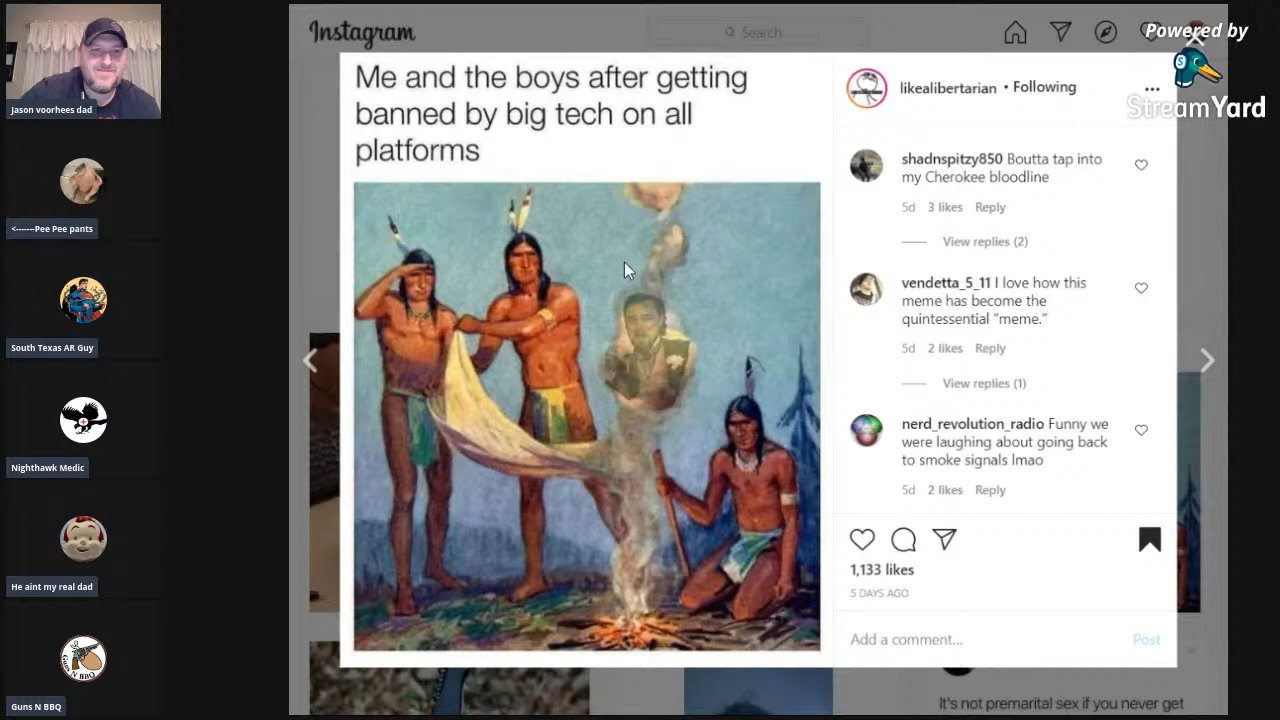 Instagram
Search
Powered by
StreamYard
Jason voorhees dad
<------Pee Pee pants
South Texas AR Guy
Nighthawk Medic
He aint my real dad
Guns N BBQ
GUNS N BBQ
Me and the boys after getting
banned by big tech on all
platforms
likealibertarian • Following
shadnspitzy850 Boutta tap into
my Cherokee bloodline
5d 3 likes Reply
View replies (2)
vendetta_5_11 I love how this
meme has become the
quintessential "meme."
5d 2 likes Reply
View replies (1)
nerd_revolution_radio Funny we
were laughing about going back
to smoke signals lmao
5d 2 likes Reply
1,133 likes
5 DAYS AGO
Add a comment...
Post
It's not premarital sex if you never get